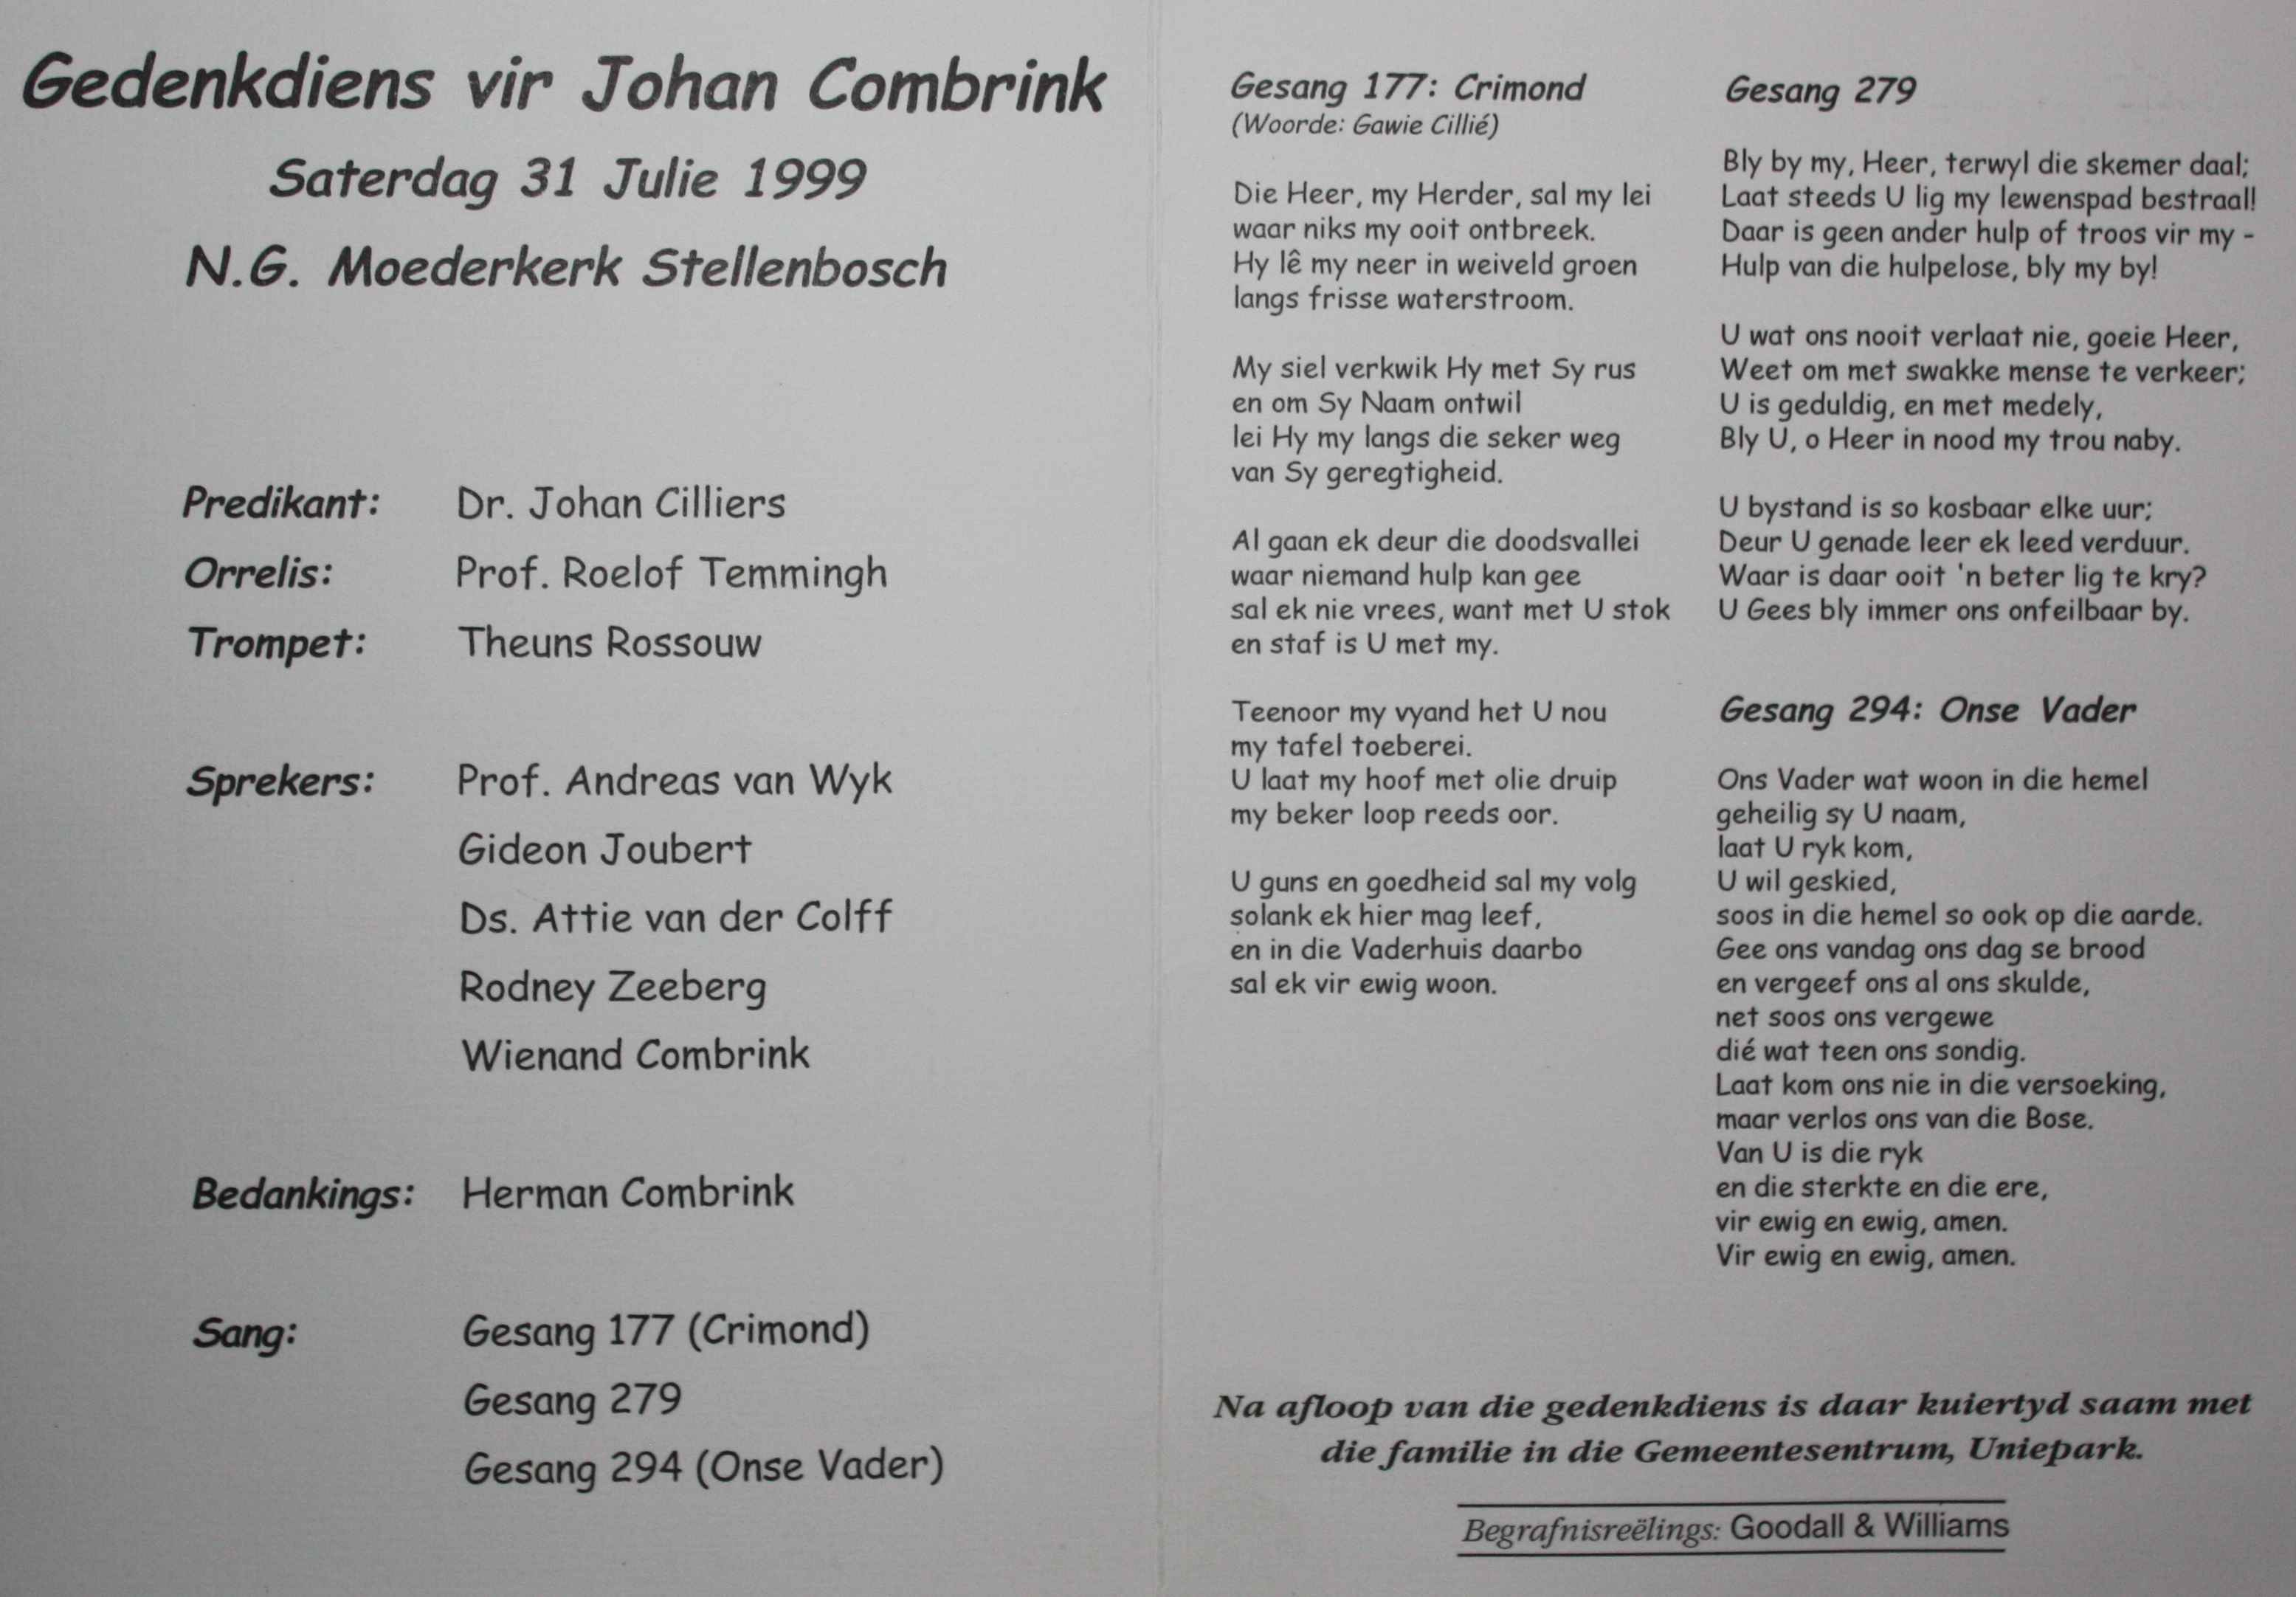 Gedenkdiens vir Johan Combrink
Saterdag 31 Julie 1999
N.G. Moederkerk Stellenbosch
Predikant: Dr. Johan Cilliers
Orrelis: Prof. Roelof Temmingh
Trompet: Theuns Rossouw
Sprekers: Prof. Andreas van Wyk
Gideon Joubert
Ds. Attie van der Colff
Rodney Zeeberg
Wienand Combrink
Bedankings: Herman Combrink
Sang: Gesang 177 (Crimond)
Gesang 279
Gesang 294 (Onse Vader)
Gesang 177: Crimond
(Woorde: Gawie Cillié)
Die Heer, my Herder, sal my lei
waar niks my ooit ontbreek.
Hy lê my neer in weiveld groen
langs frisse waterstroom.
My siel verkwik Hy met Sy rus
en om Sy Naam ontwil
lei Hy my langs die seker weg
van Sy geregtigheid.
Al gaan ek deur die doodsvallei
waar niemand hulp kan gee
sal ek nie vrees, want met U stok
en staf is U met my.
Teenoor my vyand het U nou
my tafel toeberei.
U laat my hoof met olie druip
my beker loop reeds oor.
U guns en goedheid sal my volg
solank ek hier mag leef,
en in die Vaderhuis daarbo
sal ek vir ewig woon.
Gesang 279
Bly by my, Heer, terwyl die skemer daal;
Laat steeds U lig my lewenspad bestraal!
Daar is geen ander hulp of troos vir my -
Hulp van die hulpelose, bly my by!
U wat ons nooit verlaat nie, goeie Heer,
Weet om met swakke mense te verkeer;
U is geduldig, en met medely,
Bly U, o Heer in nood my trou naby.
U bystand is so kosbaar elke uur;
Deur U genade leer ek leed verduur.
Waar is daar ooit 'n beter lig te kry?
U Gees bly immer ons onfeilbaar by.
Gesang 294: Onse Vader
Ons Vader wat woon in die hemel
geheilig sy U naam,
laat U ryk kom,
U wil geskied,
soos in die hemel so ook op die aarde.
Gee ons vandag ons dag se brood
en vergeef ons al ons skulde,
net soos ons vergewe
dié wat teen ons sondig.
Laat kom ons nie in die versoeking,
maar verlos ons van die Bose.
Van U is die ryk
en die sterkte en die ere,
vir ewig en ewig, amen.
Vir ewig en ewig, amen.
Na afloop van die gedenkdiens is daar kuiertyd saam met
die familie in die Gemeentesentrum, Uniepark.
Begrafnisreëlings: Goodall & Williams